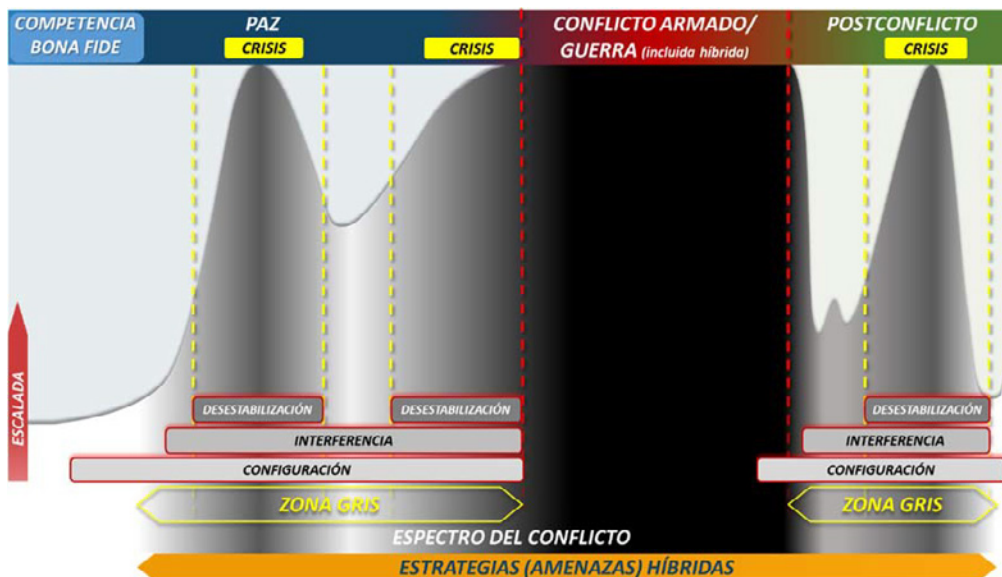 COMPETENCIA
BONA FIDE
PAZ
CRISIS
CRISIS
CONFLICTO ARMADO/
GUERRA (incluida híbrida)
POSTCONFLICTO
CRISIS
ESCALADA
DESESTABILIZACIÓN
DESESTABILIZACIÓN
DESESTABILIZACIÓN
INTERFERENCIA
INTERFERENCIA
CONFIGURACIÓN
CONFIGURACIÓN
ZONA GRIS
ZONA GRIS
ESPECTRO DEL CONFLICTO
ESTRATEGIAS (AMENAZAS) HÍBRIDAS